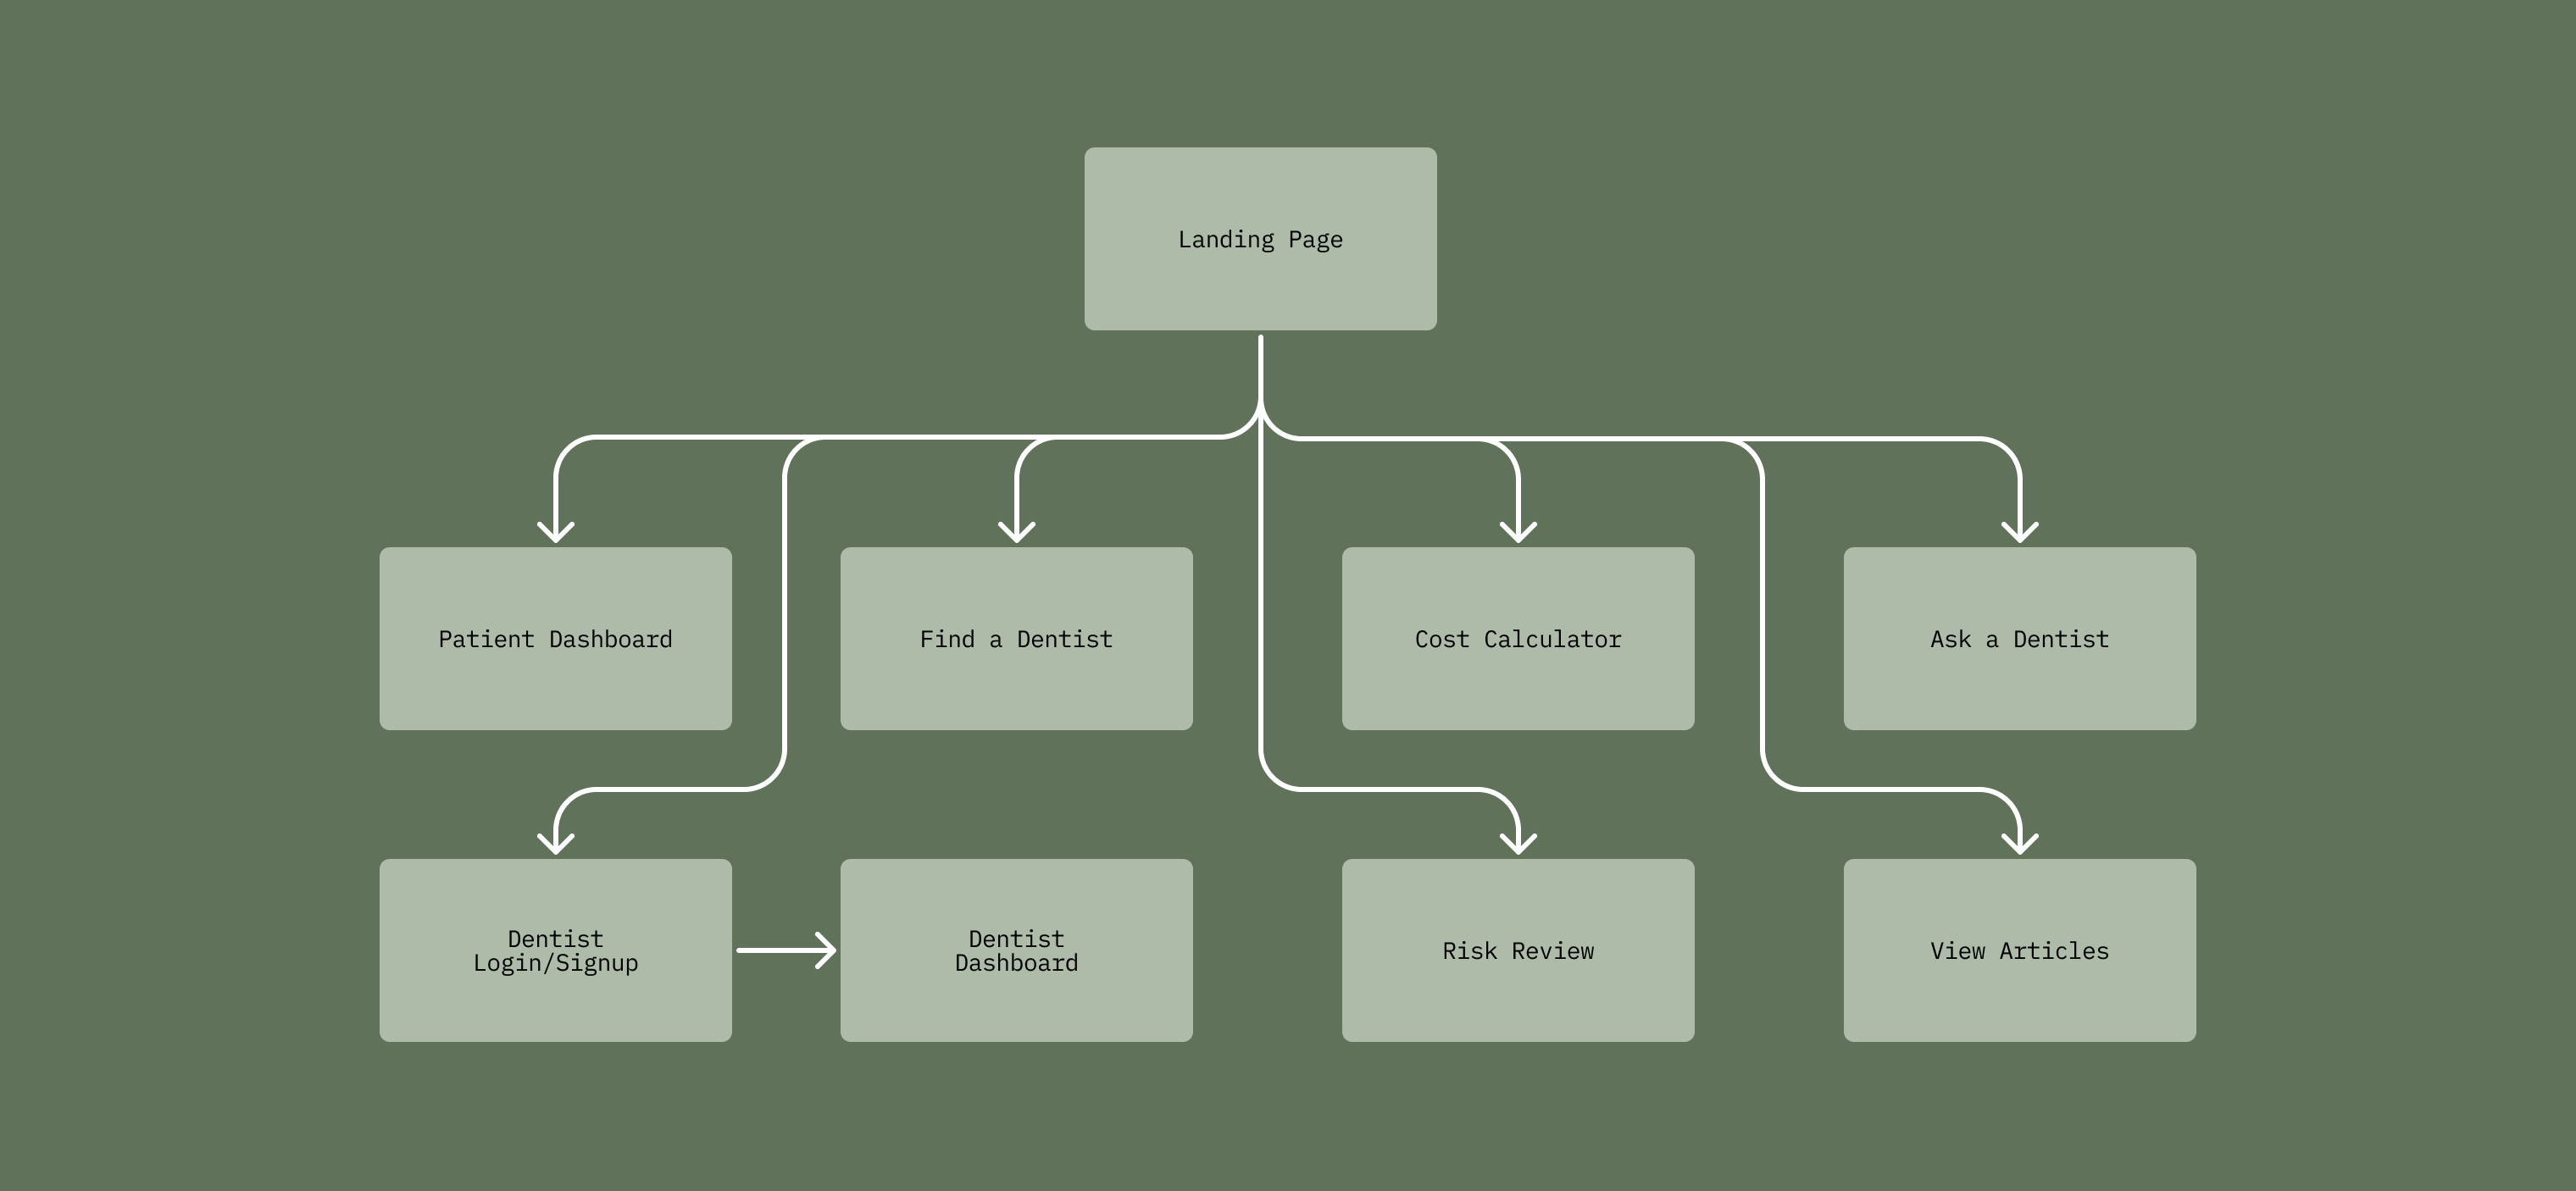 Landing Page
Patient Dashboard
Find a Dentist
Cost Calculator
Ask a Dentist
Dentist
Login/Signup
Dentist
Dashboard
Risk Review
View Articles